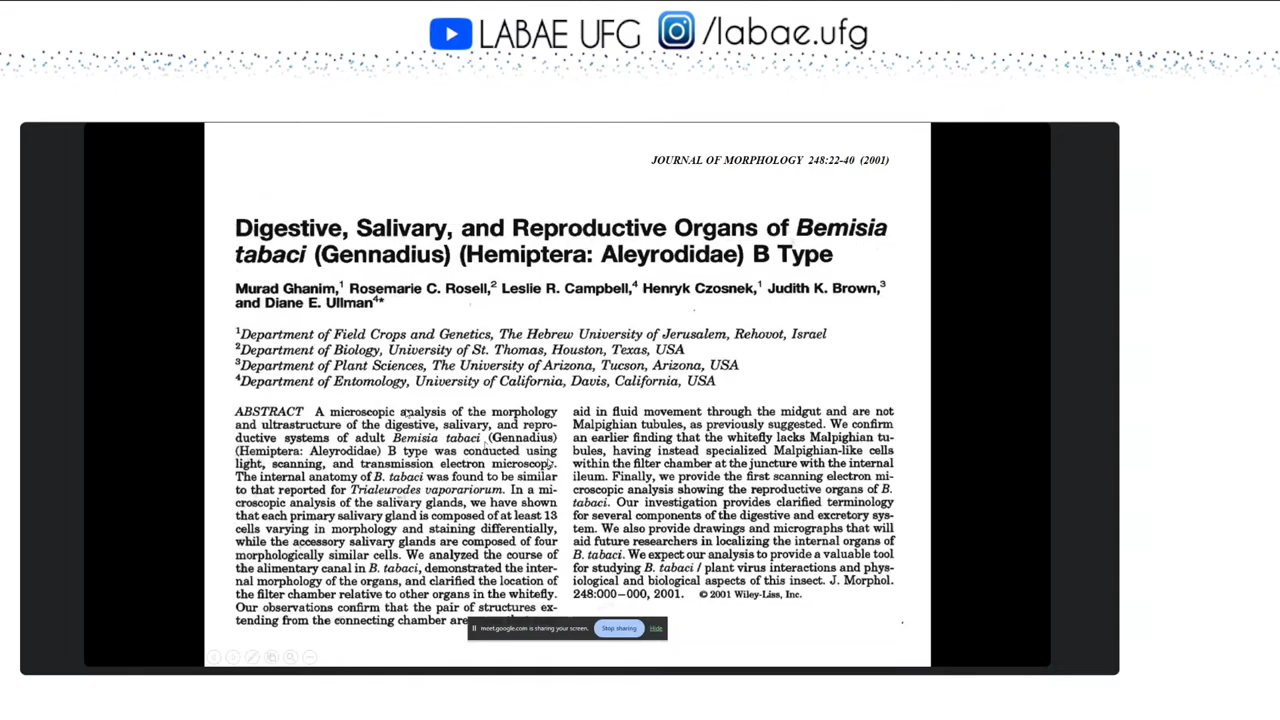 LABAE UFG /labae.ufg
JOURNAL OF MORPHOLOGY 248:22-40 (2001)
Digestive, Salivary, and Reproductive Organs of Bemisia
tabaci (Gennadius) (Hemiptera: Aleyrodidae) B Type
Murad Ghanim,1 Rosemarie C. Rosell,2 Leslie R. Campbell,4 Henryk Czosnek,1 Judith K. Brown,3
and Diane E. Ullman4*
1Department of Field Crops and Genetics, The Hebrew University of Jerusalem, Rehovot, Israel
2Department of Biology, University of St. Thomas, Houston, Texas, USA
3Department of Plant Sciences, The University of Arizona, Tucson, Arizona, USA
4Department of Entomology, University of California, Davis, California, USA
ABSTRACT A microscopic analysis of the morphology
and ultrastructure of the digestive, salivary, and repro-
ductive systems of adult Bemisia tabaci (Gennadius)
(Hemiptera: Aleyrodidae) B type was conducted using
light, scanning, and transmission electron microscopy.
The internal anatomy of B. tabaci was found to be similar
to that reported for Trialeurodes vaporariorum. In a mi-
croscopic analysis of the salivary glands, we have shown
that each primary salivary gland is composed of at least 13
cells varying in morphology and staining differentially,
while the accessory salivary glands are composed of four
morphologically similar cells. We analyzed the course of
the alimentary canal in B. tabaci, demonstrated the inter-
nal morphology of the organs, and clarified the location of
the filter chamber relative to other organs in the whitefly.
Our observations confirm that the pair of structures ex-
tending from the connecting chamber are
aid in fluid movement through the midgut and are not
Malpighian tubules, as previously suggested. We confirm
an earlier finding that the whitefly lacks Malpighian tu-
bules, having instead specialized Malpighian-like cells
within the filter chamber at the juncture with the internal
ileum. Finally, we provide the first scanning electron mi-
croscopic analysis showing the reproductive organs of B.
tabaci. Our investigation provides clarified terminology
for several components of the digestive and excretory sys-
tem. We also provide drawings and micrographs that will
aid future researchers in localizing the internal organs of
B. tabaci. We expect our analysis to provide a valuable tool
for studying B. tabaci / plant virus interactions and phys-
iological and biological aspects of this insect. J. Morphol.
248:000–000, 2001. © 2001 Wiley-Liss, Inc.
meet.google.com is sharing your screen. Stop sharing Hide